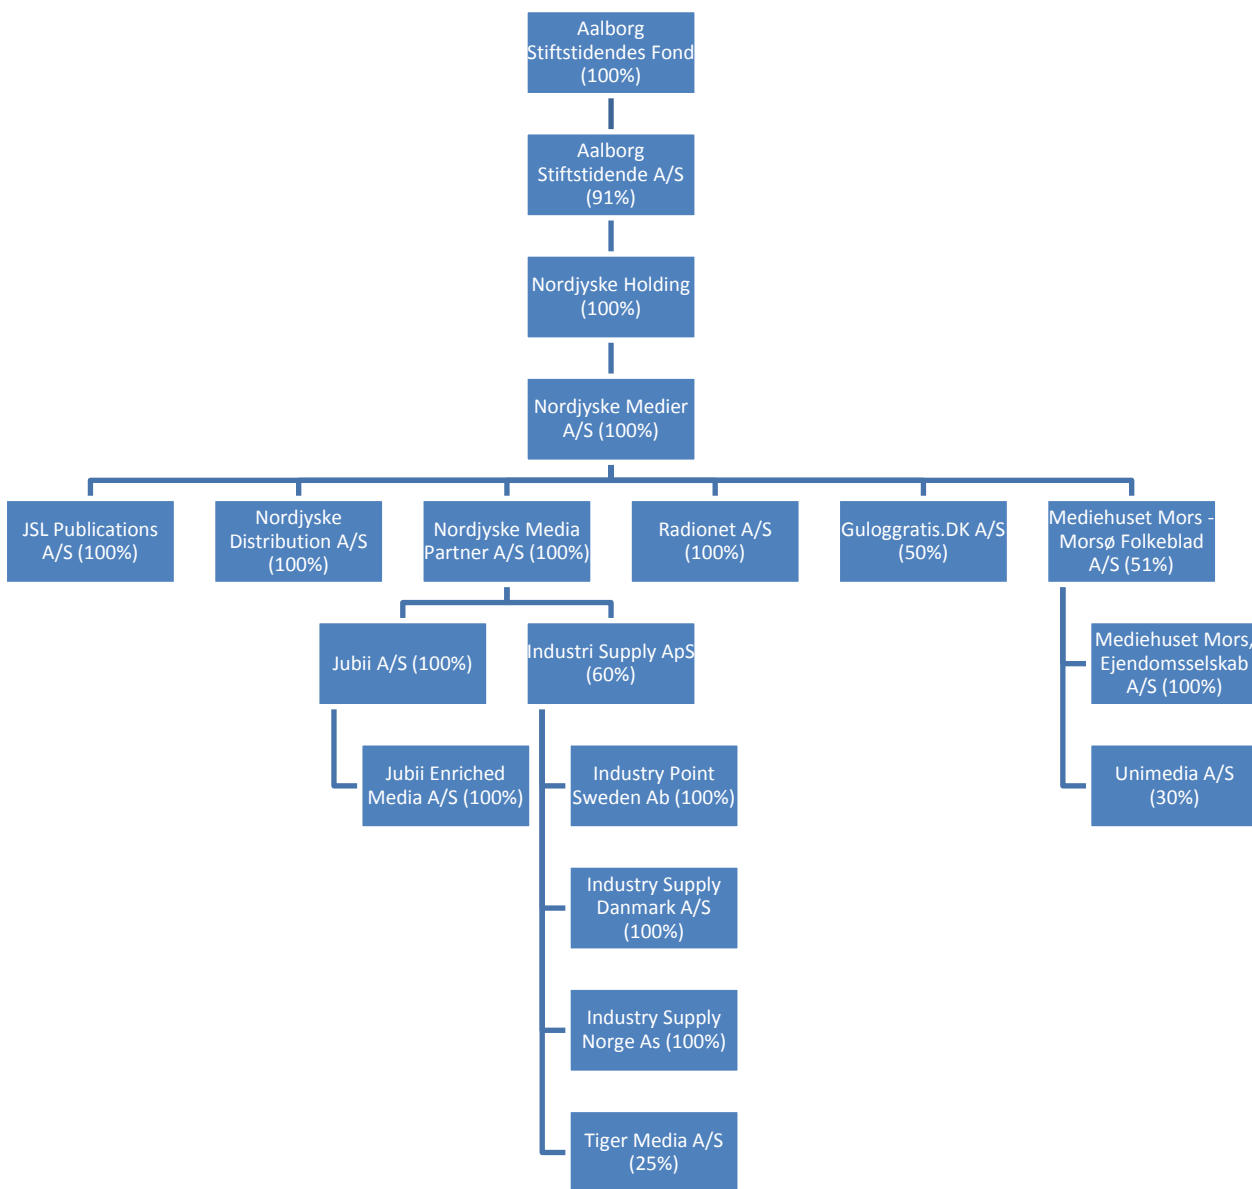 Aalborg
Stiftstidendes Fond
(100%)
Aalborg
Stiftstidende A/S
(91%)
Nordjyske Holding
(100%)
Nordjyske Medier
A/S (100%)
JSL Publications
A/S (100%)
Nordjyske
Distribution A/S
(100%)
Nordjyske Media
Partner A/S (100%)
Radionet A/S
(100%)
Guloggratis.DK A/S
(50%)
Mediehuset Mors -
Morsø Folkeblad
A/S (51%)
Jubii A/S (100%)
Industri Supply ApS
(60%)
Mediehuset Mors,
Ejendomsselskab
A/S (100%)
Jubii Enriched
Media A/S (100%)
Industry Point
Sweden Ab (100%)
Unimedia A/S
(30%)
Industry Supply
Danmark A/S
(100%)
Industry Supply
Norge As (100%)
Tiger Media A/S
(25%)